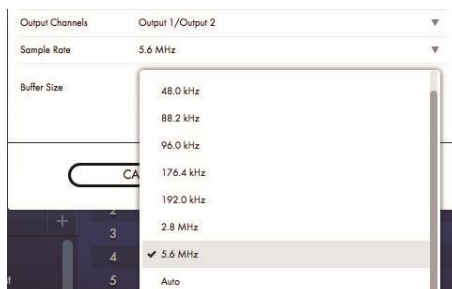 Output Channels Output 1/Output 2 ▼
Sample Rate 5.6 MHz ▼
Buffer Size
48.0 kHz
88.2 kHz
96.0 kHz
CA
176.4 kHz
192.0 kHz
+
2.8 MHz
3
4 ✔ 5.6 MHz
5 Auto